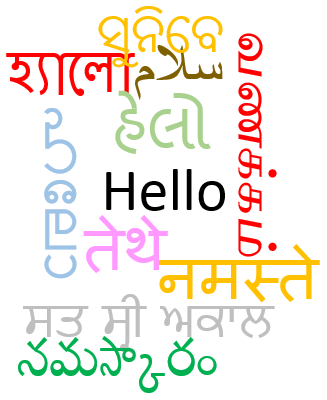 ସୁନିବେ
হ্যালো
سلام
வணக்கம்
હેલો
Hello
तेथे
नमस्ते
ਸਤ ਸ੍ਰੀ ਅਕਾਲ
నమస్కారం